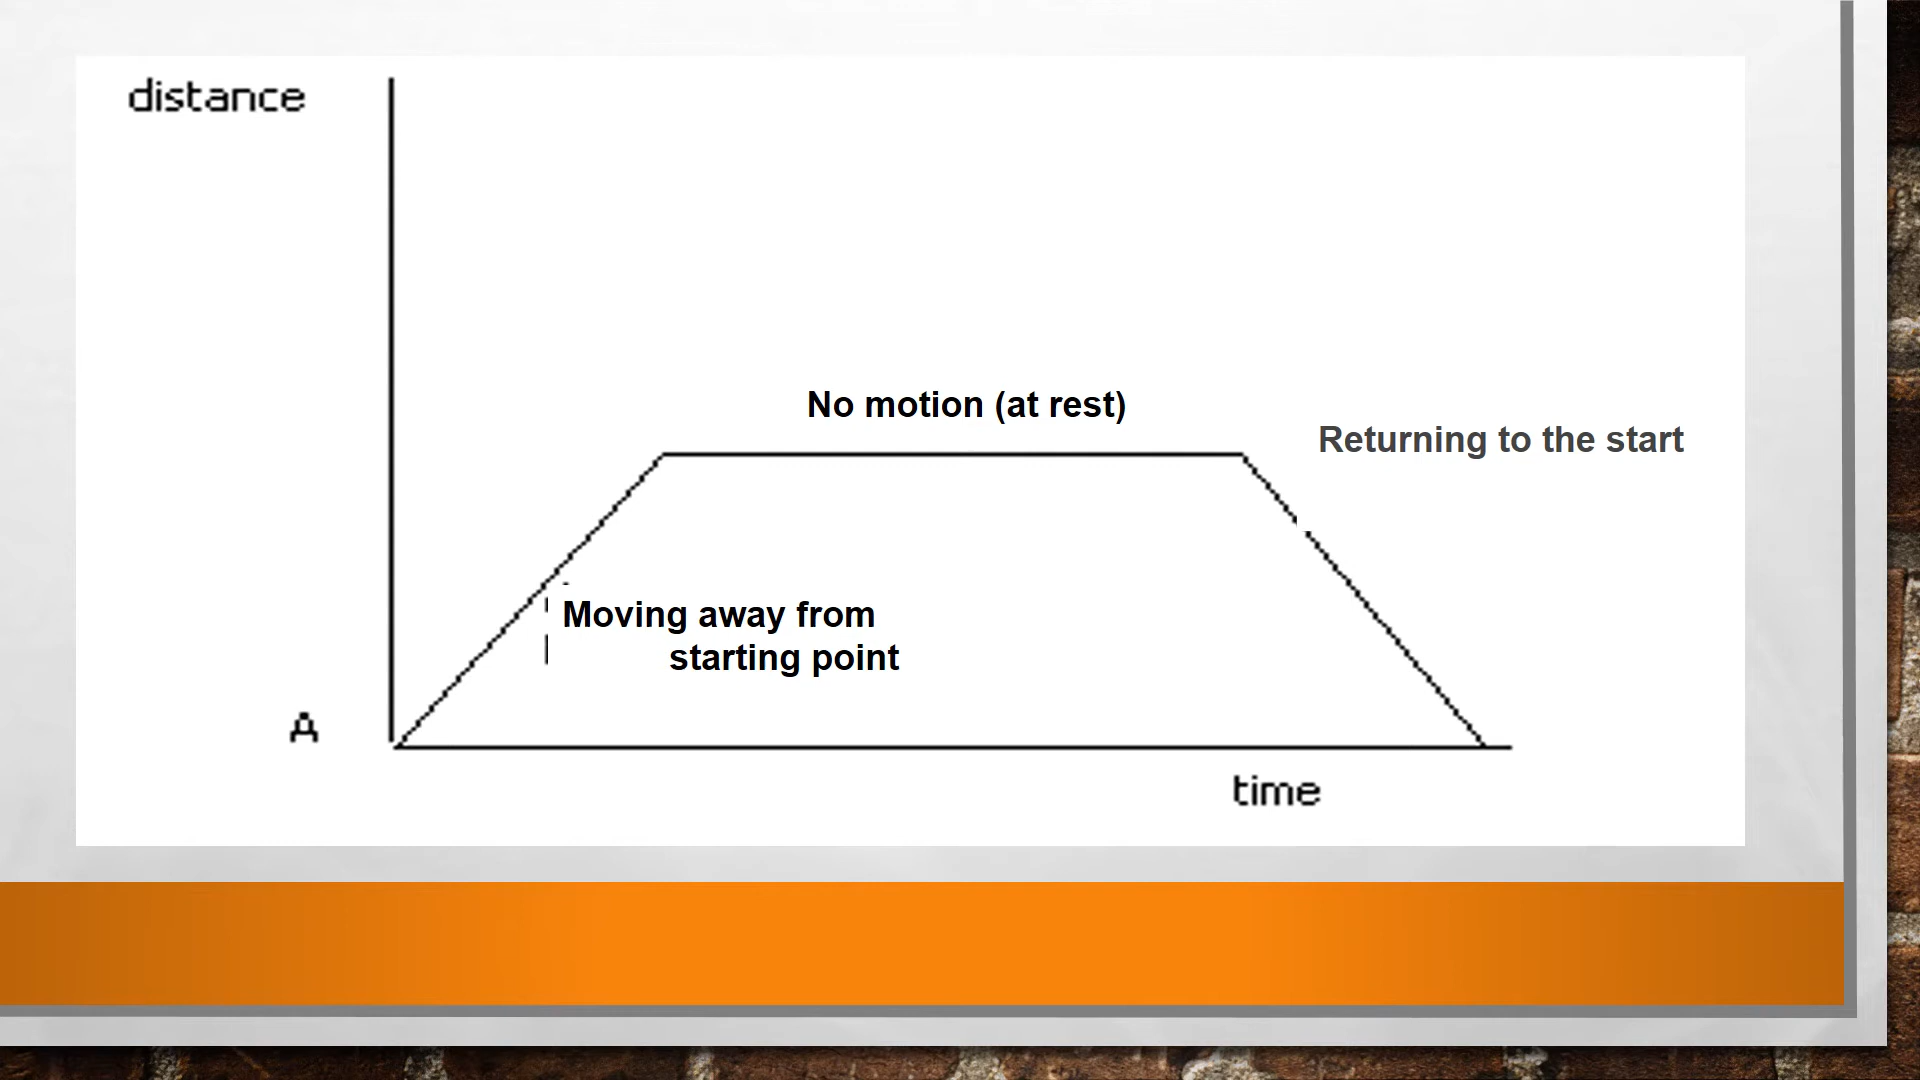 distance
No motion (at rest)
Returning to the start
Moving away from
starting point
A
time